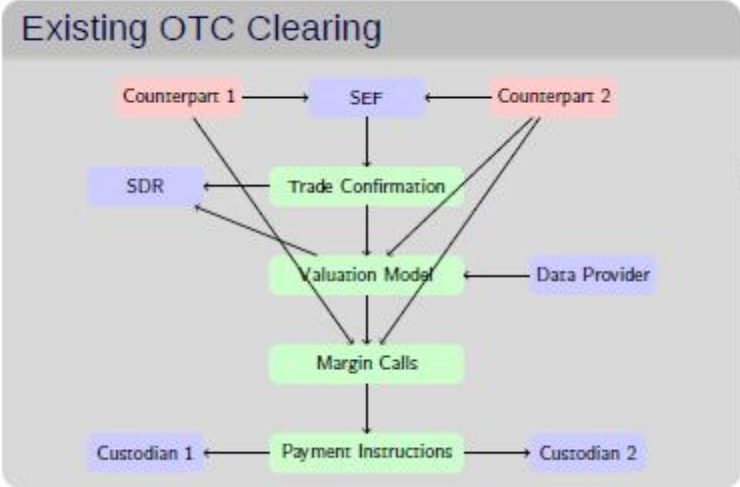 Existing OTC Clearing
Counterpart 1
SEF
Counterpart 2
SDR
Trade Confirmation
Valuation Model
Data Provider
Margin Calls
Custodian 1
Payment Instructions
Custodian 2